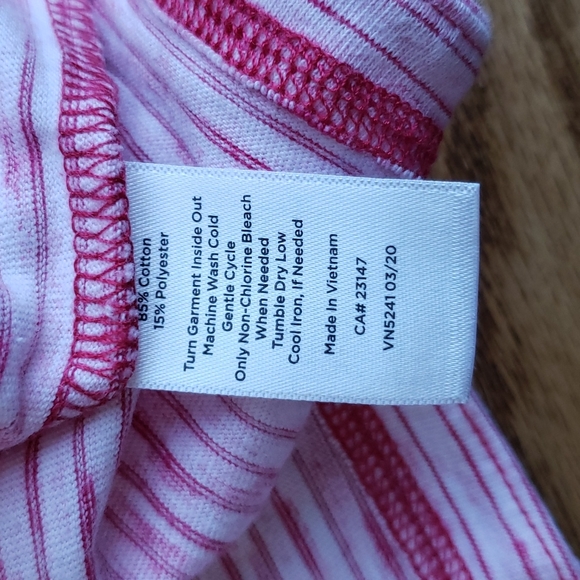 85% Cotton
15% Polyester
Turn Garment Inside Out
Machine Wash Cold
Gentle Cycle
Only Non-Chlorine Bleach
When Needed
Tumble Dry Low
Cool Iron, If Needed
Made In Vietnam
CA# 23147
VN5241 03/20